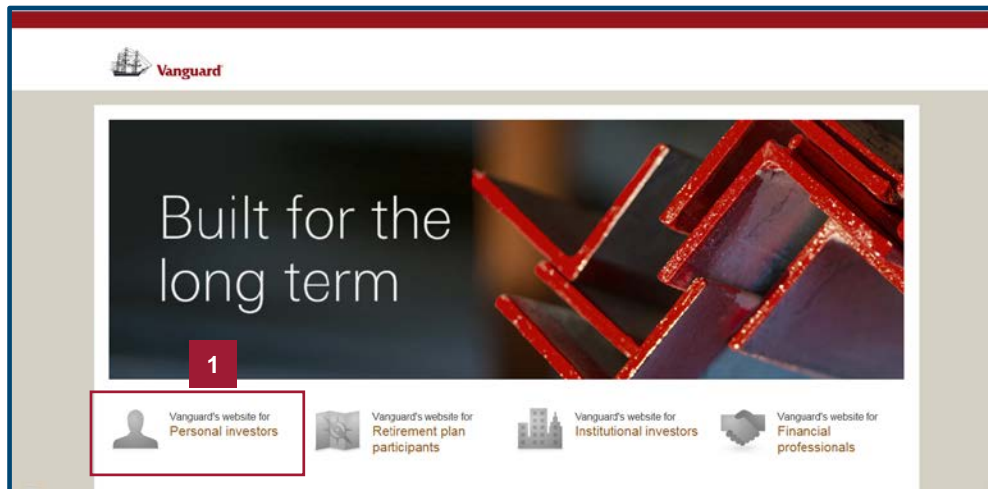 Vanguard
Built for the
long term
1
Vanguard's website for
Personal investors
Vanguard's website for
Retirement plan
participants
Vanguard's website for
Institutional investors
Vanguard's website for
Financial
professionals